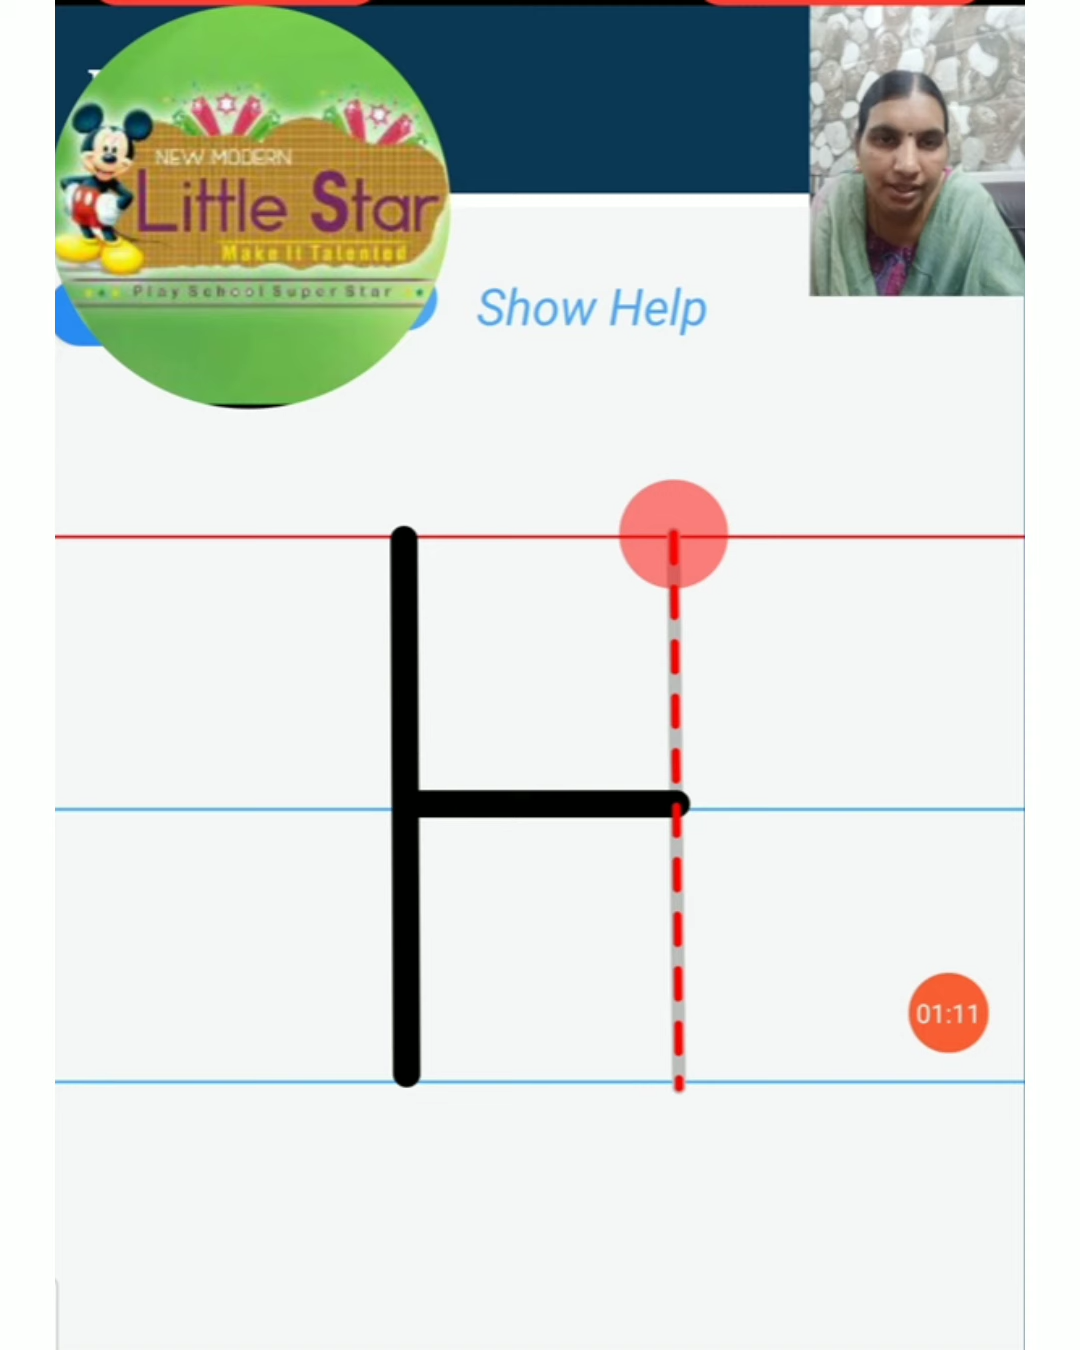 NEW MODERN
Little Star
Make It Talented
Play School Super Star
Show Help
H
01:11